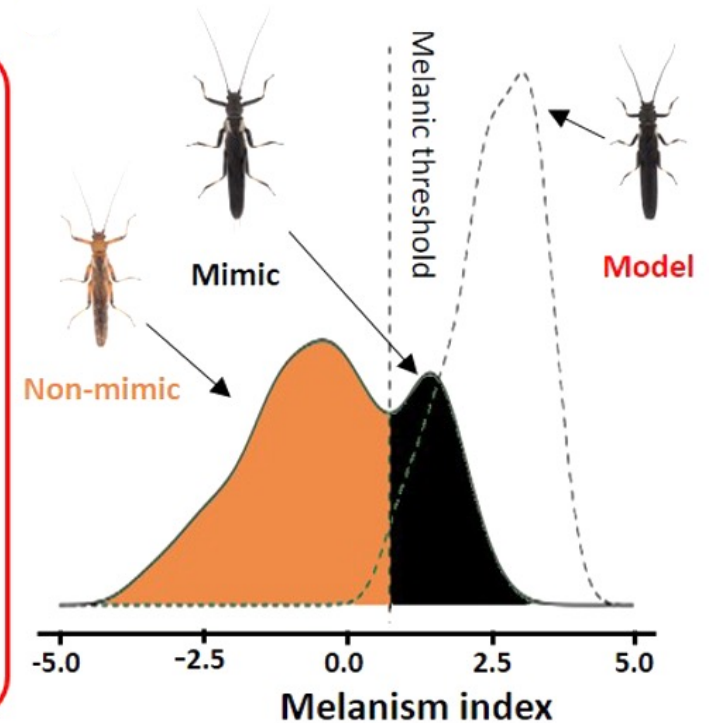 Melanic threshold
Mimic
Model
Non-mimic
-5.0 -2.5 0.0 2.5 5.0
Melanism index